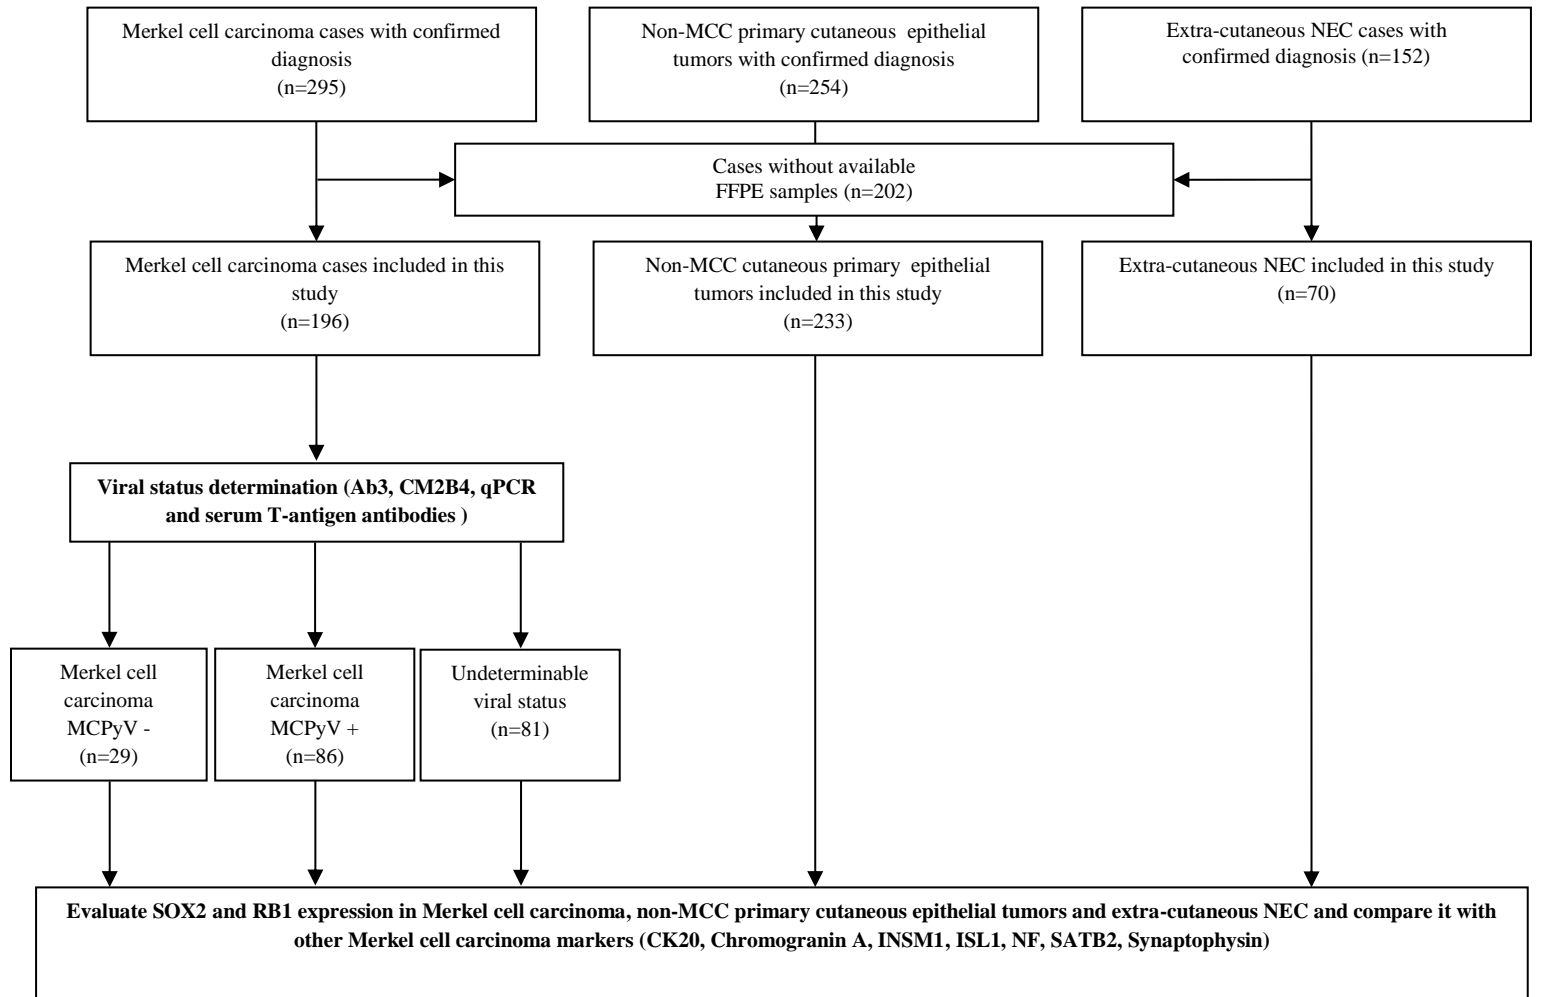 Merkel cell carcinoma cases with confirmed
diagnosis
(n=295)
Non-MCC primary cutaneous epithelial
tumors with confirmed diagnosis
(n=254)
Extra-cutaneous NEC cases with
confirmed diagnosis (n=152)
Cases without available
FFPE samples (n=202)
Merkel cell carcinoma cases included in this
study
(n=196)
Non-MCC cutaneous primary epithelial
tumors included in this study
(n=233)
Extra-cutaneous NEC included in this study
(n=70)
Viral status determination (Ab3, CM2B4, qPCR
and serum T-antigen antibodies )
Merkel cell
carcinoma
MCPyV -
(n=29)
Merkel cell
carcinoma
MCPyV +
(n=86)
Undeterminable
viral status
(n=81)
Evaluate SOX2 and RB1 expression in Merkel cell carcinoma, non-MCC primary cutaneous epithelial tumors and extra-cutaneous NEC and compare it with
other Merkel cell carcinoma markers (CK20, Chromogranin A, INSM1, ISL1, NF, SATB2, Synaptophysin)